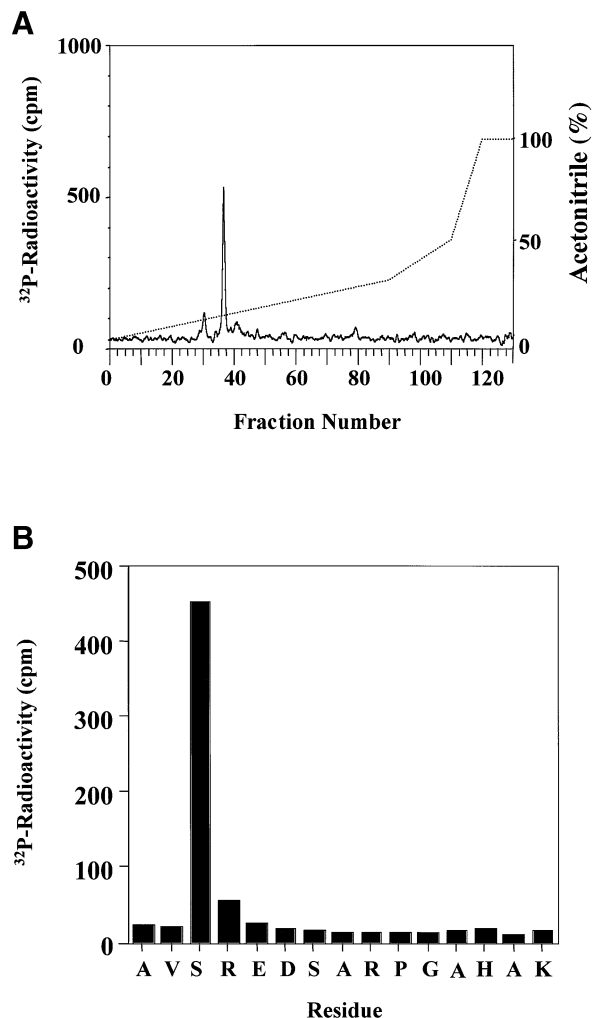 A
1000
500
0
³²P-Radioactivity (cpm)
100
50
0
Acetonitrile (%)
0 20 40 60 80 100 120
Fraction Number
B
500
400
300
200
100
0
³²P-Radioactivity (cpm)
A V S R E D S A R P G A H A K
Residue